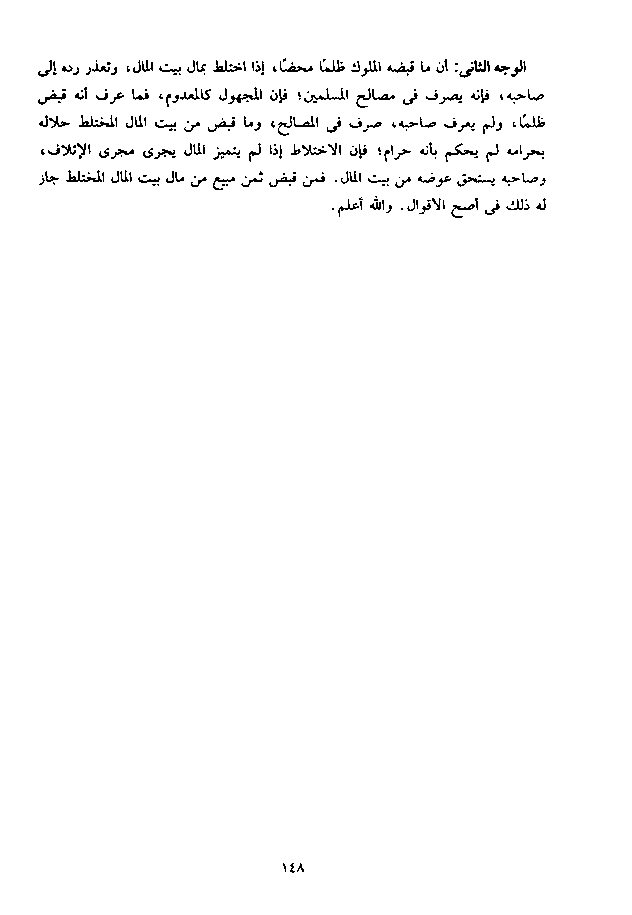 الوجه الثانى: أن ما قبضه الملوك ظلمًا محضًا، إذا اختلط بمال بيت المال، وتعذر رده إلى
صاحبه، فإنه يصرف فى مصالح المسلمين؛ فإن المجهول كالمعدوم، فما عرف أنه قبض
ظلمًا، ولم يعرف صاحبه، صرف فى المصالح، وما قبض من بيت المال المختلط حلاله
بحرامه لم يحكم بأنه حرام؛ فإن الاختلاط إذا لم يتميز المال يجرى مجرى الإتلاف،
وصاحبه يستحق عوضه من بيت المال. فمن قبض ثمن مبيع من مال بيت المال المختلط جاز
له ذلك فى أصح الأقوال. والله أعلم.
١٤٨